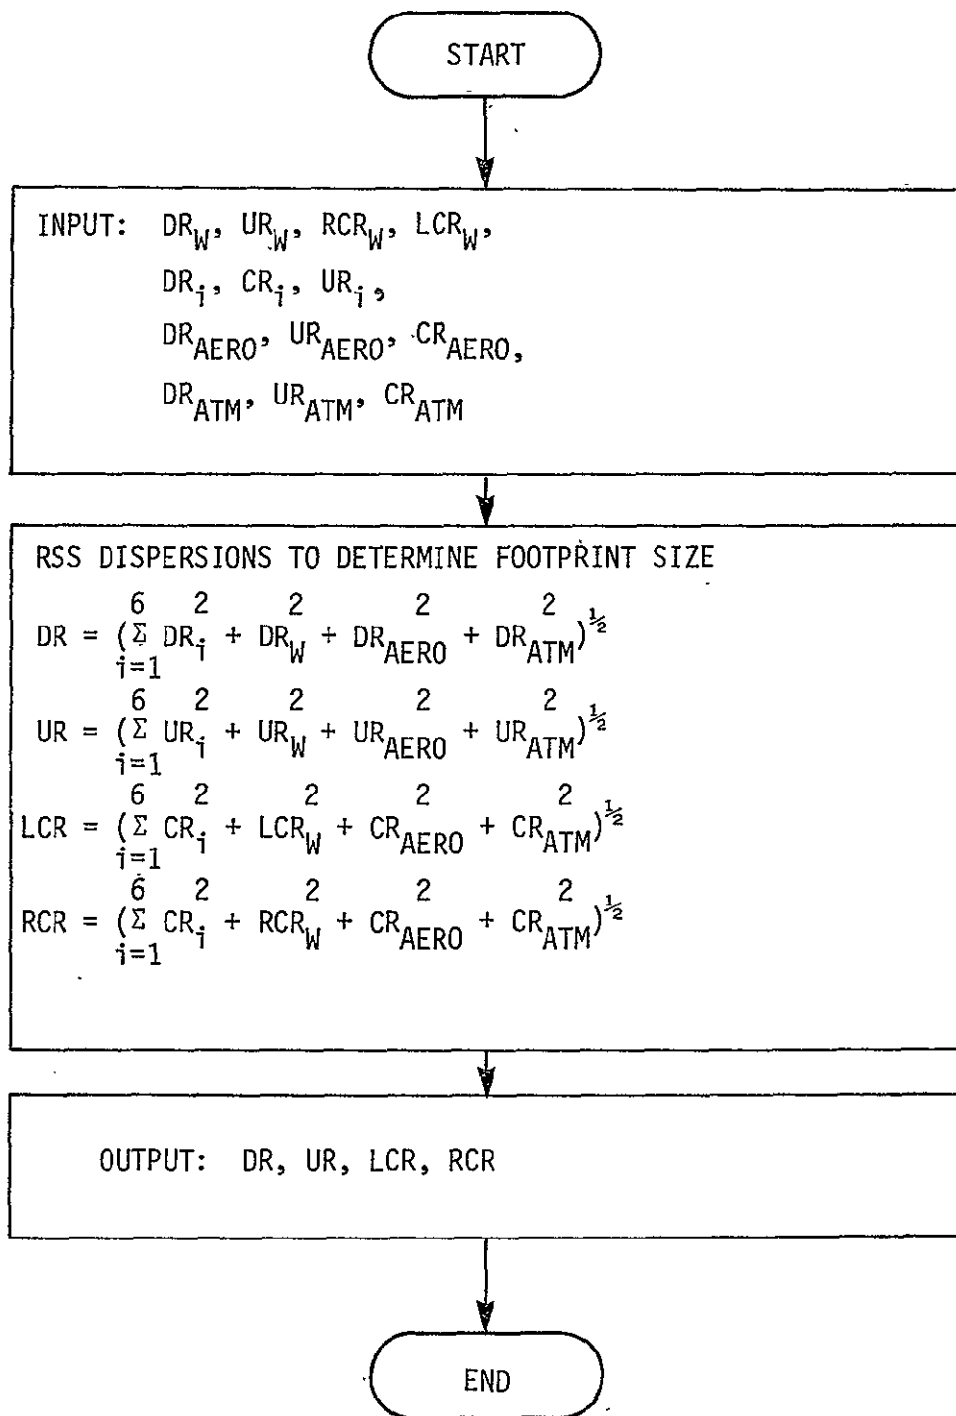 START
INPUT: DR_W, UR_W, RCR_W, LCR_W,
DR_i, CR_i, UR_i,
DR_AERO, UR_AERO, CR_AERO,
DR_ATM, UR_ATM, CR_ATM
RSS DISPERSIONS TO DETERMINE FOOTPRINT SIZE
6 2 2 2 2
DR = (Σ DR_i + DR_W + DR_AERO + DR_ATM)^½
i=1
6 2 2 2 2
UR = (Σ UR_i + UR_W + UR_AERO + UR_ATM)^½
i=1
6 2 2 2 2
LCR = (Σ CR_i + LCR_W + CR_AERO + CR_ATM)^½
i=1
6 2 2 2 2
RCR = (Σ CR_i + RCR_W + CR_AERO + CR_ATM)^½
i=1
OUTPUT: DR, UR, LCR, RCR
END